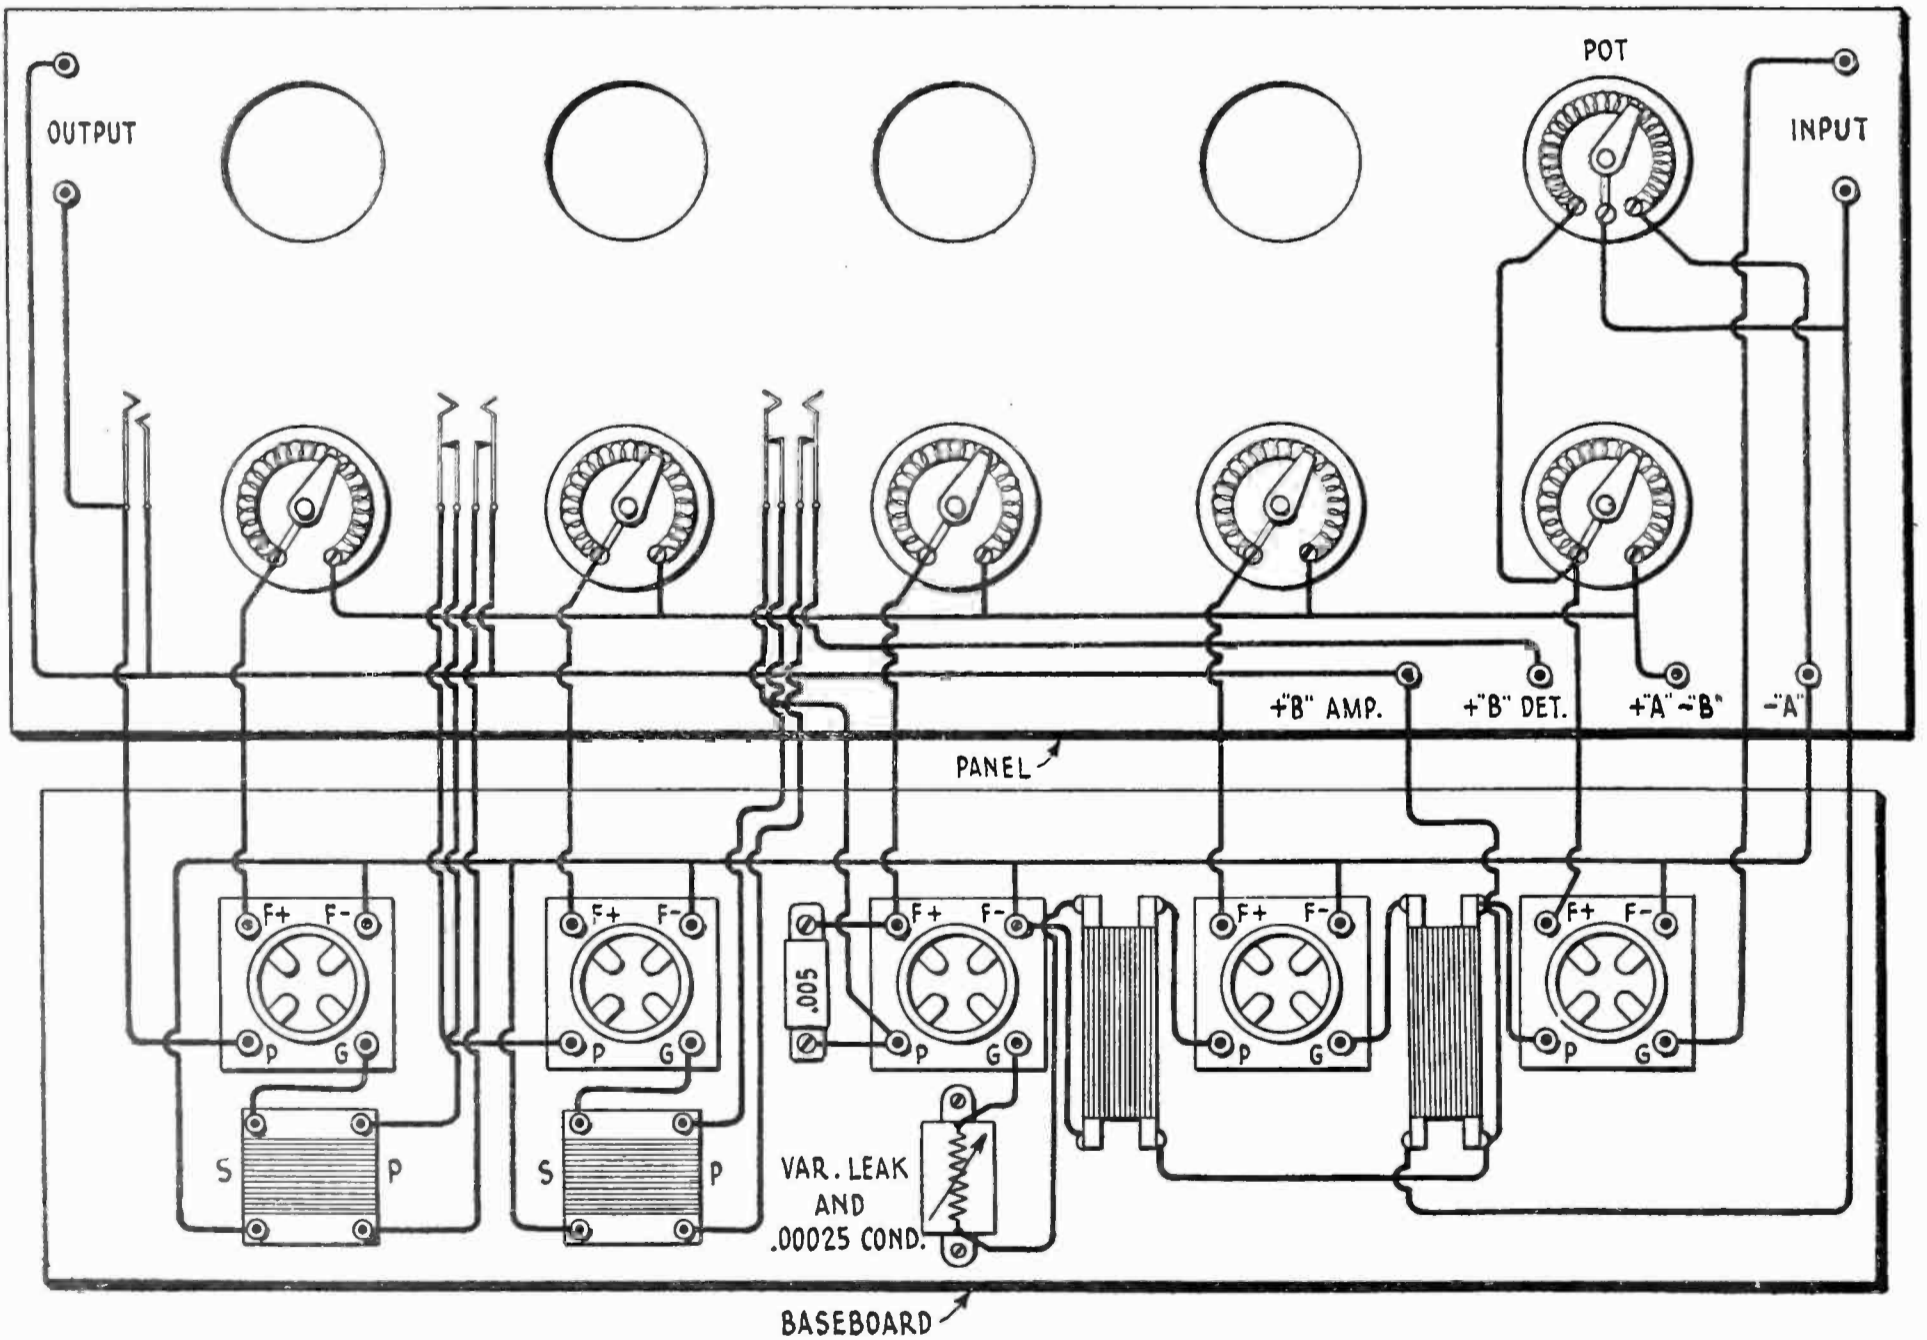 POT
OUTPUT
INPUT
+"B" AMP.
+"B" DET.
+"A" ~"B"
-"A"
PANEL
F+ F-
F+ F-
F+ F-
F+ F-
F+ F-
.005
P G
P G
P G
P G
P G
S P
S P
VAR. LEAK
AND
.00025 COND.
BASEBOARD